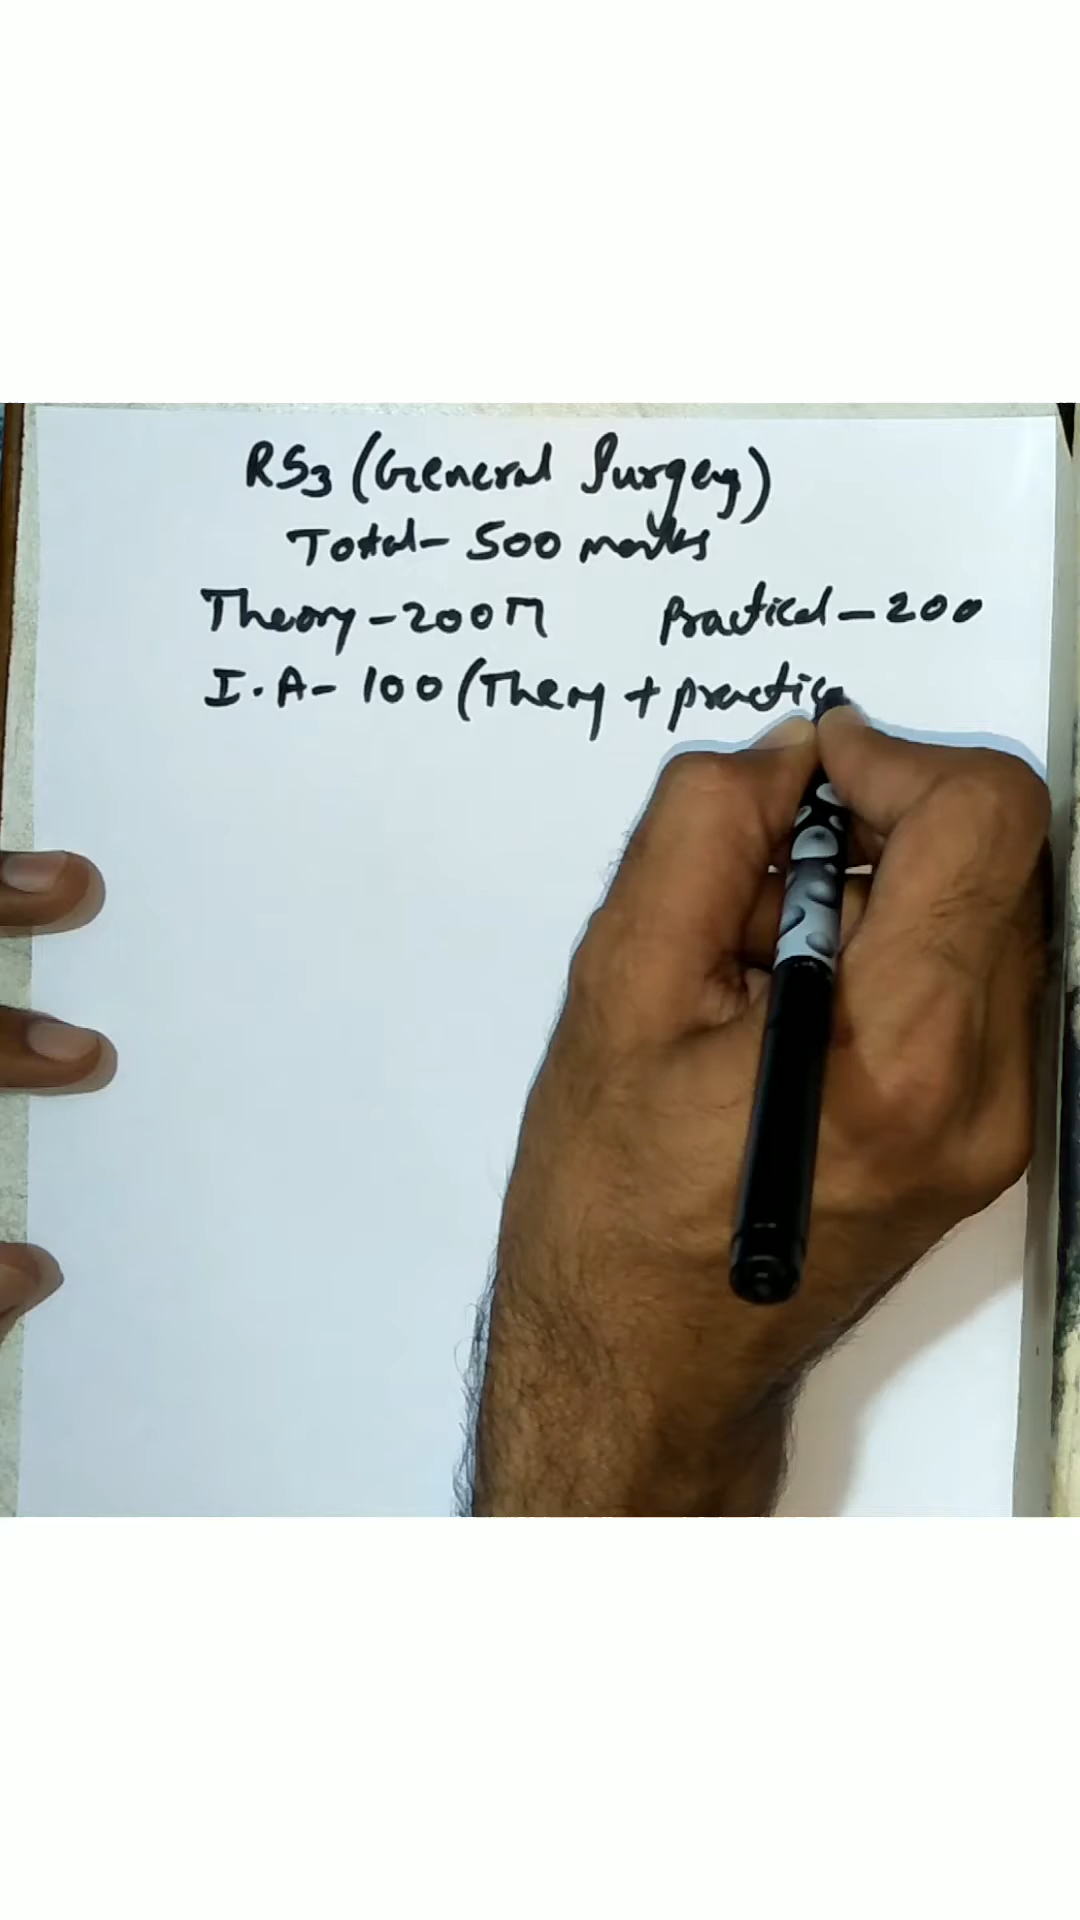 RS3 (General Surgery)
Total- 500 marks
Theory - 200M Practical - 200
I.A- 100 (Theory + practic